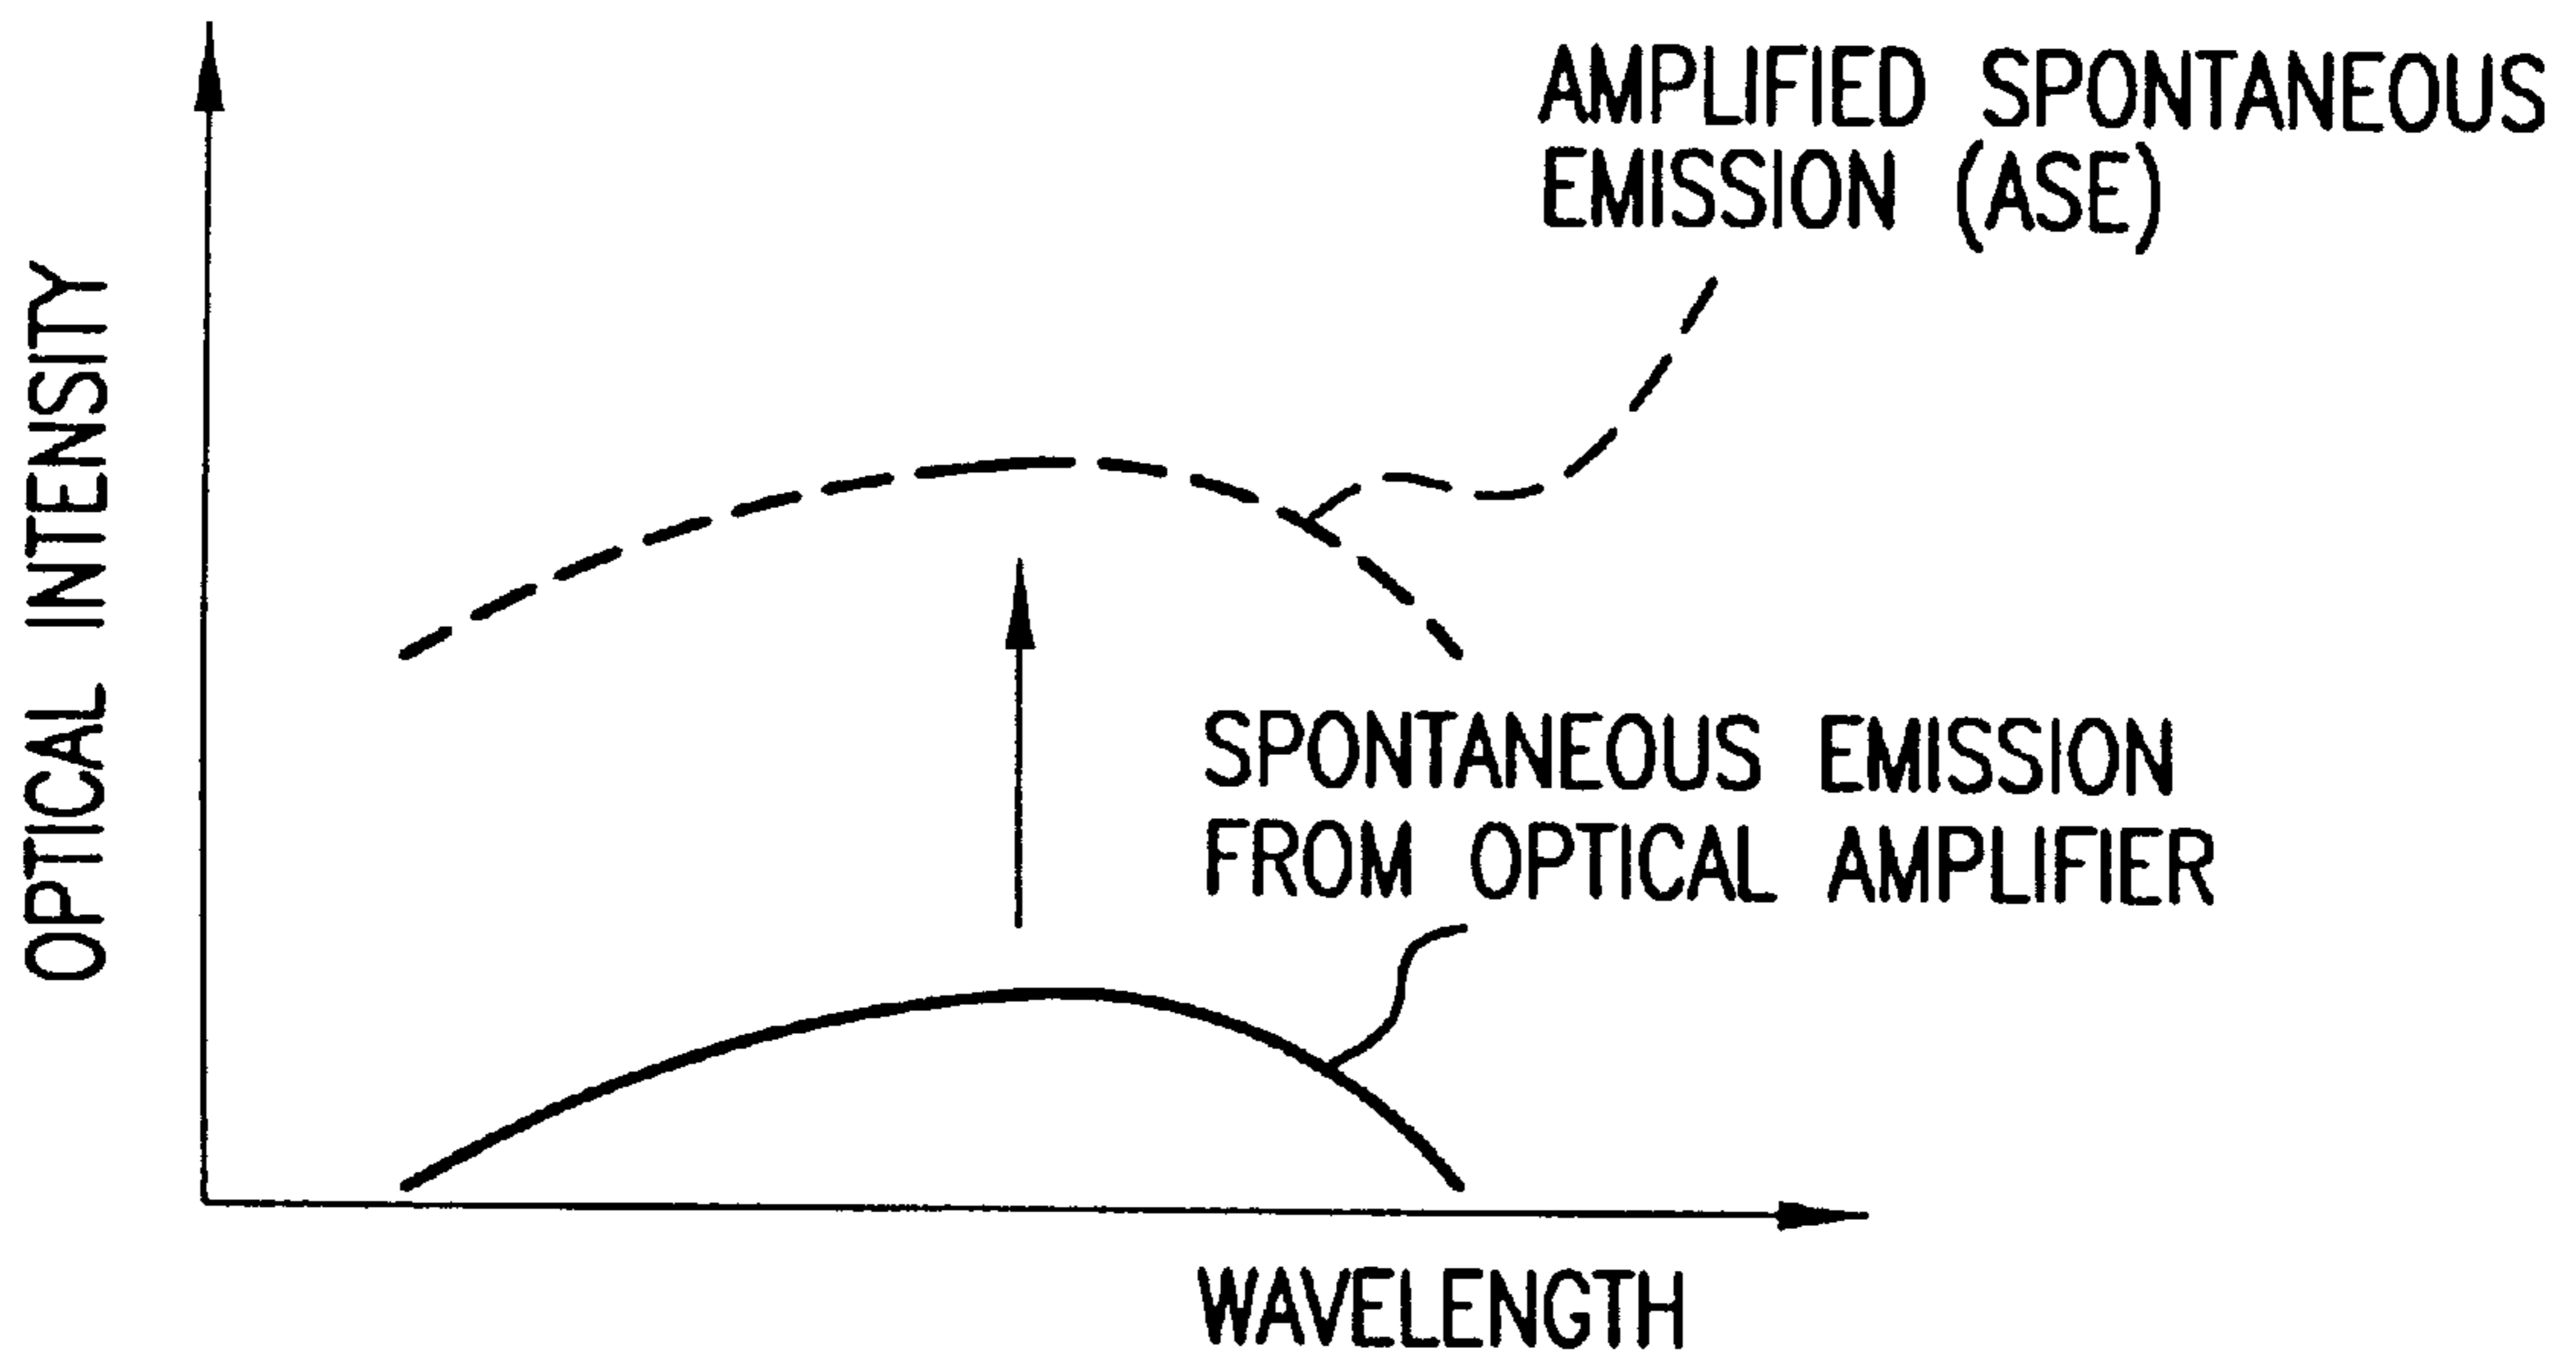 AMPLIFIED SPONTANEOUS
EMISSION (ASE)
OPTICAL INTENSITY
SPONTANEOUS EMISSION
FROM OPTICAL AMPLIFIER
WAVELENGTH